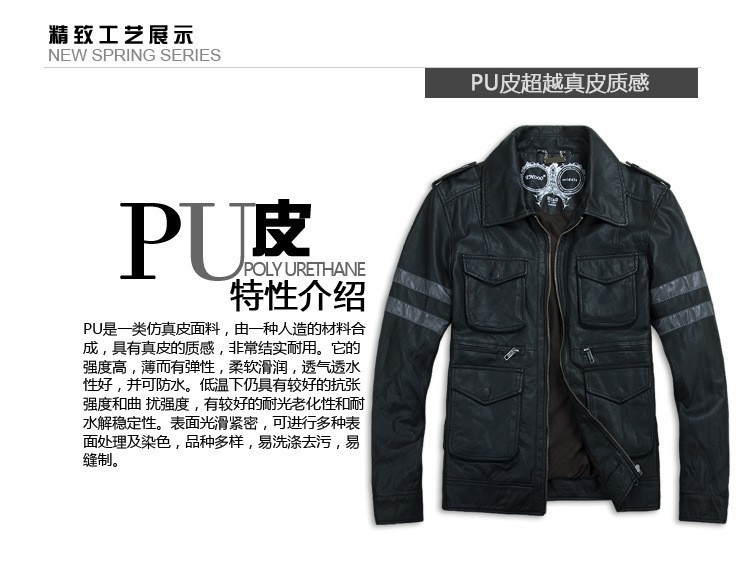 精致工艺展示
NEW SPRING SERIES
PU皮超越真皮质感
PU皮
POLY URETHANE
特性介绍
PU是一类仿真皮面料，由一种人造的材料合
成，具有真皮的质感，非常结实耐用。它的
强度高，薄而有弹性，柔软滑润，透气透水
性好，并可防水。低温下仍具有较好的抗张
强度和曲 扰强度，有较好的耐光老化性和耐
水解稳定性。表面光滑紧密，可进行多种表
面处理及染色，品种多样，易洗涤去污，易
缝制。